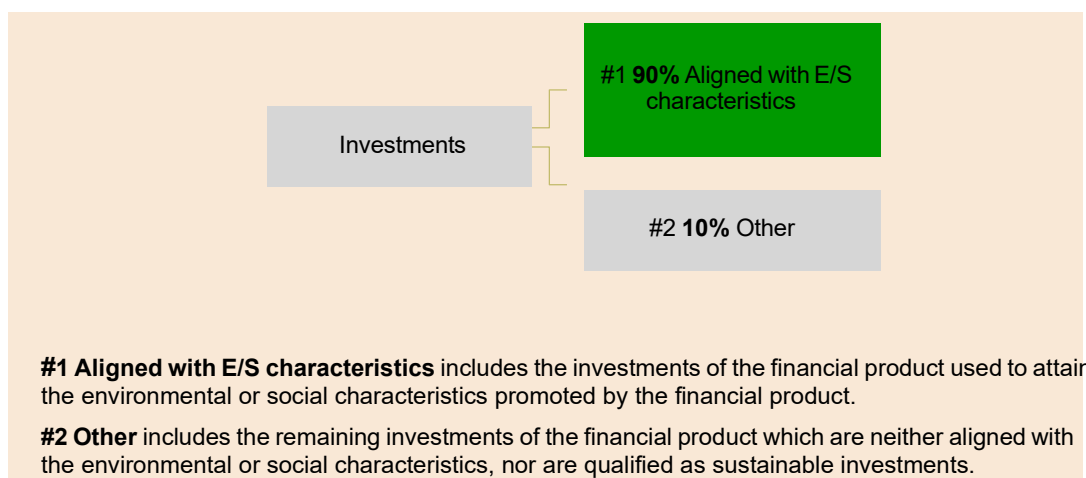 #1 90% Aligned with E/S
characteristics
Investments
#2 10% Other
#1 Aligned with E/S characteristics includes the investments of the financial product used to attain
the environmental or social characteristics promoted by the financial product.
#2 Other includes the remaining investments of the financial product which are neither aligned with
the environmental or social characteristics, nor are qualified as sustainable investments.